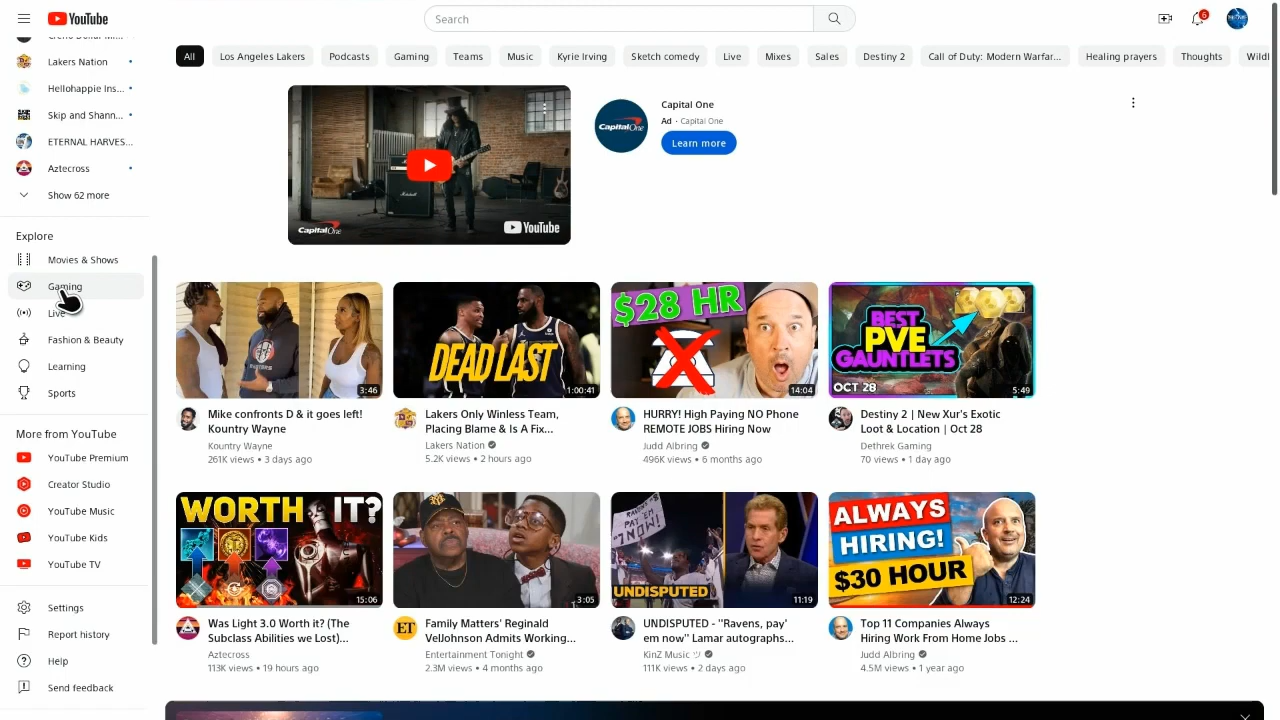 YouTube
Search
6
Lakers Nation
Hellohappie Ins...
Skip and Shann...
ETERNAL HARVES...
Aztecross
Show 62 more
Explore
Movies & Shows
Gaming
Live
Fashion & Beauty
Learning
Sports
More from YouTube
YouTube Premium
Creator Studio
YouTube Music
YouTube Kids
YouTube TV
Settings
Report history
Help
Send feedback
All
Los Angeles Lakers
Podcasts
Gaming
Teams
Music
Kyrie Irving
Sketch comedy
Live
Mixes
Sales
Destiny 2
Call of Duty: Modern Warfar...
Healing prayers
Thoughts
Wildl
CapitalOne
YouTube
CapitalOne
Capital One
Ad · Capital One
Learn more
3:46
Mike confronts D & it goes left!
Kountry Wayne
Kountry Wayne
261K views • 3 days ago
DEAD LAST
1:00:41
Lakers Only Winless Team,
Placing Blame & Is A Fix...
Lakers Nation
5.2K views • 2 hours ago
$28 HR
14:04
HURRY! High Paying NO Phone
REMOTE JOBS Hiring Now
Judd Albring
496K views • 6 months ago
BEST
PVE
GAUNTLETS
OCT 28
5:49
Destiny 2 | New Xur's Exotic
Loot & Location | Oct 28
Dethrek Gaming
70 views • 1 day ago
WORTH IT?
15:06
Was Light 3.0 Worth it? (The
Subclass Abilities we Lost)...
Aztecross
113K views • 19 hours ago
3:05
ET
Family Matters' Reginald
VelJohnson Admits Working...
Entertainment Tonight
2.3M views • 4 months ago
RAVENS,
PAY 'EM
NOW!
UNDISPUTED
11:19
UNDISPUTED - "Ravens, pay'
em now" Lamar autographs...
KinZ Music ツ
111K views • 2 days ago
ALWAYS
HIRING!
$30 HOUR
12:24
Top 11 Companies Always
Hiring Work From Home Jobs ...
Judd Albring
4.5M views • 1 year ago